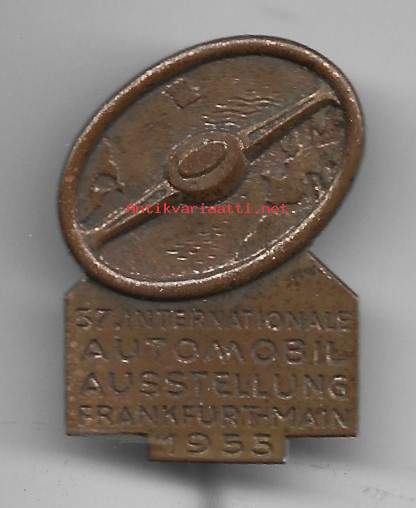 Antikvariaatti.net
37. INTERNATIONALE
AUTOMOBIL
AUSSTELLUNG
FRANKFURT-MAIN
1955